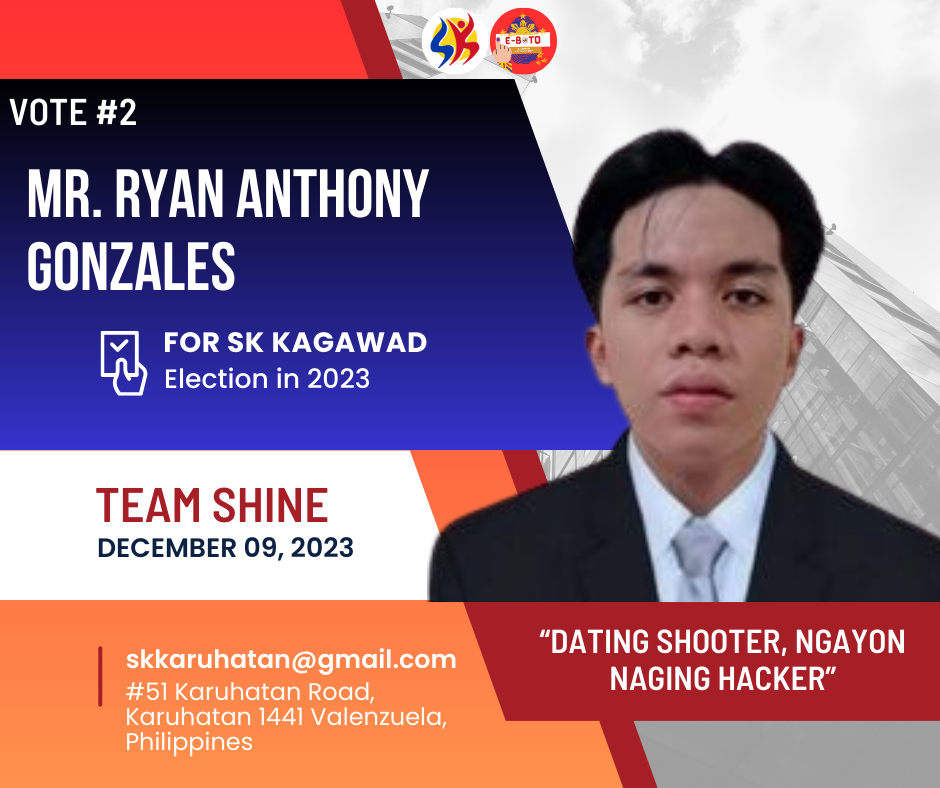 E-BOTO
VOTE #2
MR. RYAN ANTHONY
GONZALES
FOR SK KAGAWAD
Election in 2023
TEAM SHINE
DECEMBER 09, 2023
skkaruhatan@gmail.com
#51 Karuhatan Road,
Karuhatan 1441 Valenzuela,
Philippines
“DATING SHOOTER, NGAYON
NAGING HACKER”